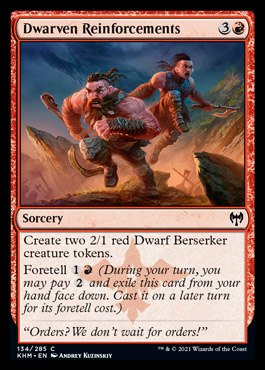 Dwarven Reinforcements 3
Sorcery
Create two 2/1 red Dwarf Berserker
creature tokens.
Foretell 1 (During your turn, you
may pay 2 and exile this card from your
hand face down. Cast it on a later turn
for its foretell cost.)
"Orders? We don't wait for orders!"
134/285 C
KHM • EN Andrey Kuzinskiy
™ & © 2021 Wizards of the Coast